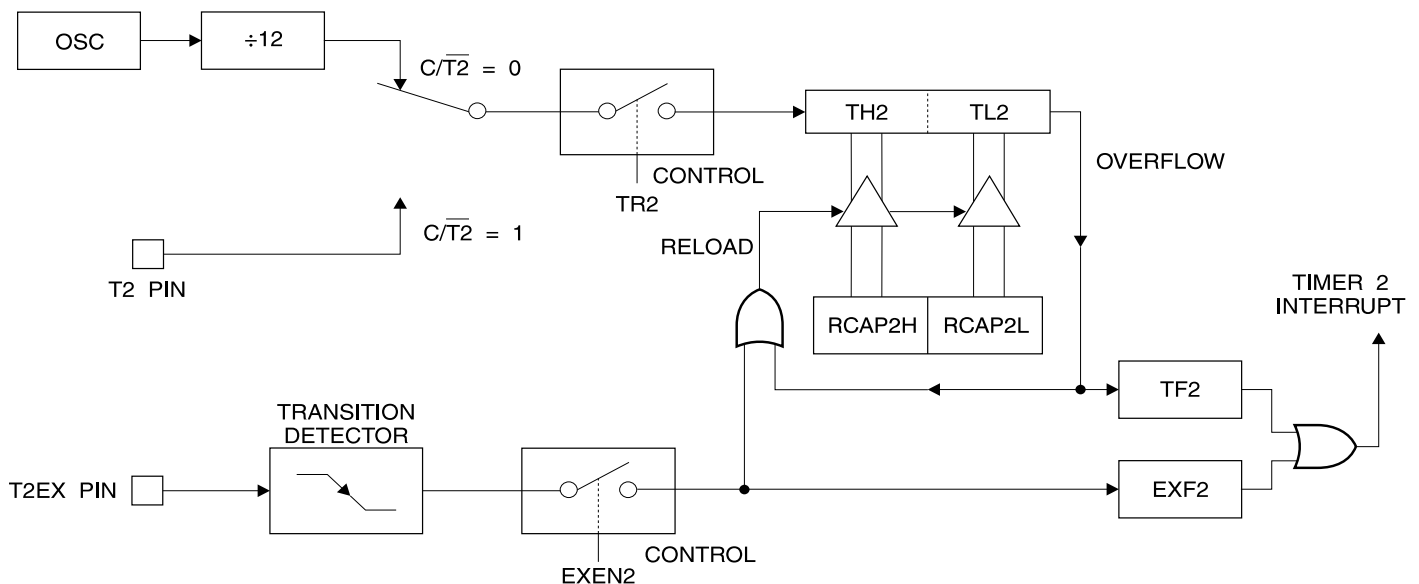 OSC
÷12
C/T2̅ = 0
TH2
TL2
OVERFLOW
CONTROL
TR2
C/T2̅ = 1
T2 PIN
RELOAD
RCAP2H
RCAP2L
TIMER 2
INTERRUPT
TF2
TRANSITION
DETECTOR
T2EX PIN
EXF2
CONTROL
EXEN2